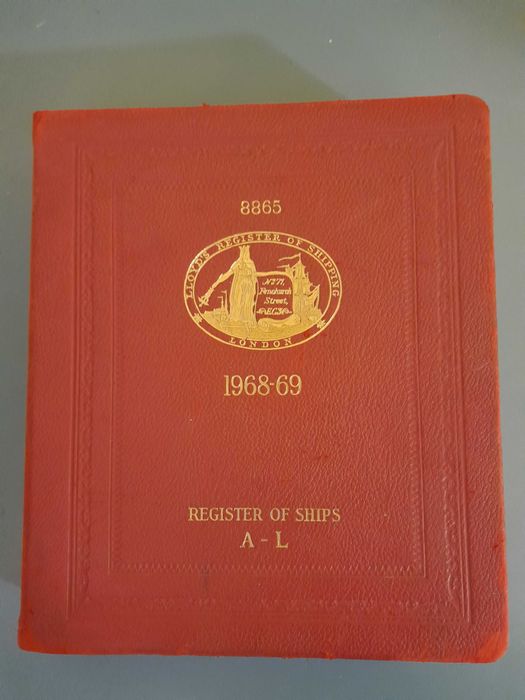 8865
LLOYD'S REGISTER OF SHIPPING
No 71,
Fenchurch
Street,
E.C.3
LONDON
1968-69
REGISTER OF SHIPS
A - L